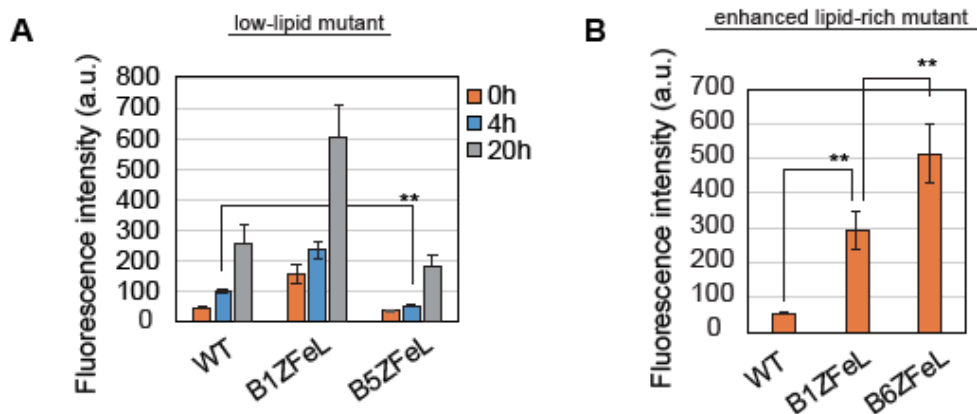 A
low-lipid mutant
Fluorescence intensity (a.u.)
800
700
600
500
400
300
200
100
0
**
0h
4h
20h
WT
B1ZFeL
B5ZFeL
B
enhanced lipid-rich mutant
Fluorescence intensity (a.u.)
700
600
500
400
300
200
100
0
**
**
WT
B1ZFeL
B6ZFeL